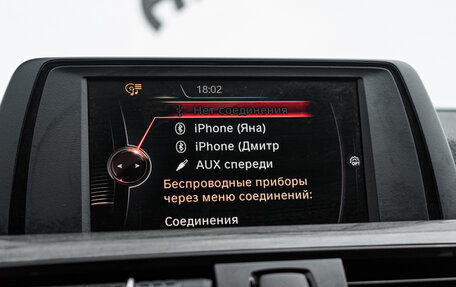 18:02
Нет соединения
iPhone (Яна)
iPhone (Дмитр
AUX спереди
Беспроводные приборы
через меню соединений:
Соединения